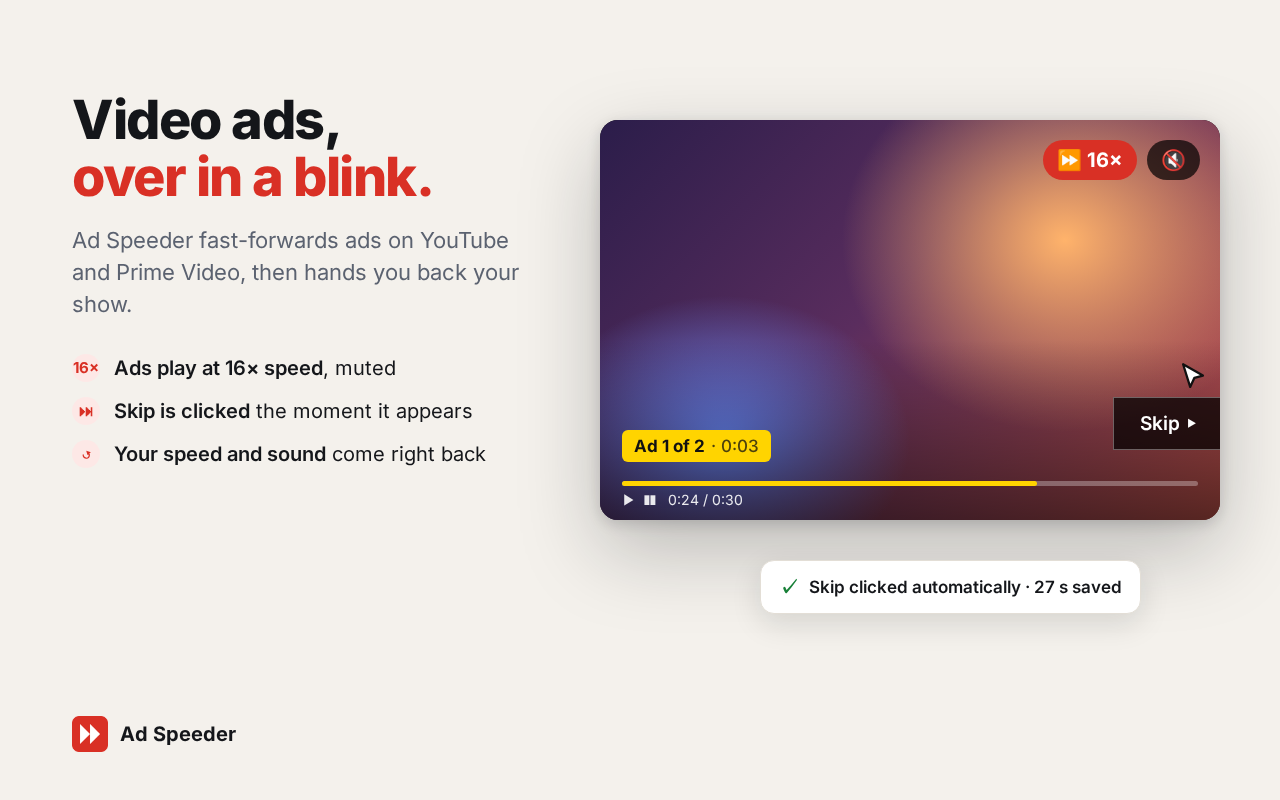 Video ads,
over in a blink.
Ad Speeder fast-forwards ads on YouTube
and Prime Video, then hands you back your
show.
16× Ads play at 16× speed, muted
Skip is clicked the moment it appears
Your speed and sound come right back
16×
Skip
Ad 1 of 2 · 0:03
0:24 / 0:30
Skip clicked automatically · 27 s saved
Ad Speeder